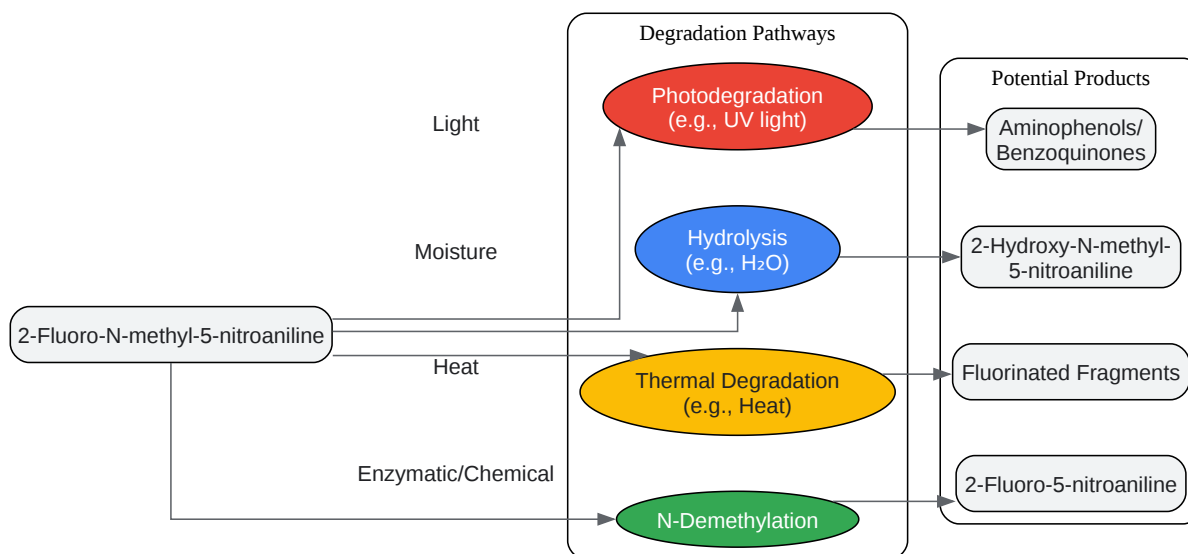 Degradation Pathways
Potential Products
Light
Photodegradation
(e.g., UV light)
Aminophenols/
Benzoquinones
Moisture
Hydrolysis
(e.g., H₂O)
2-Hydroxy-N-methyl-
5-nitroaniline
2-Fluoro-N-methyl-5-nitroaniline
Heat
Thermal Degradation
(e.g., Heat)
Fluorinated Fragments
Enzymatic/Chemical
N-Demethylation
2-Fluoro-5-nitroaniline